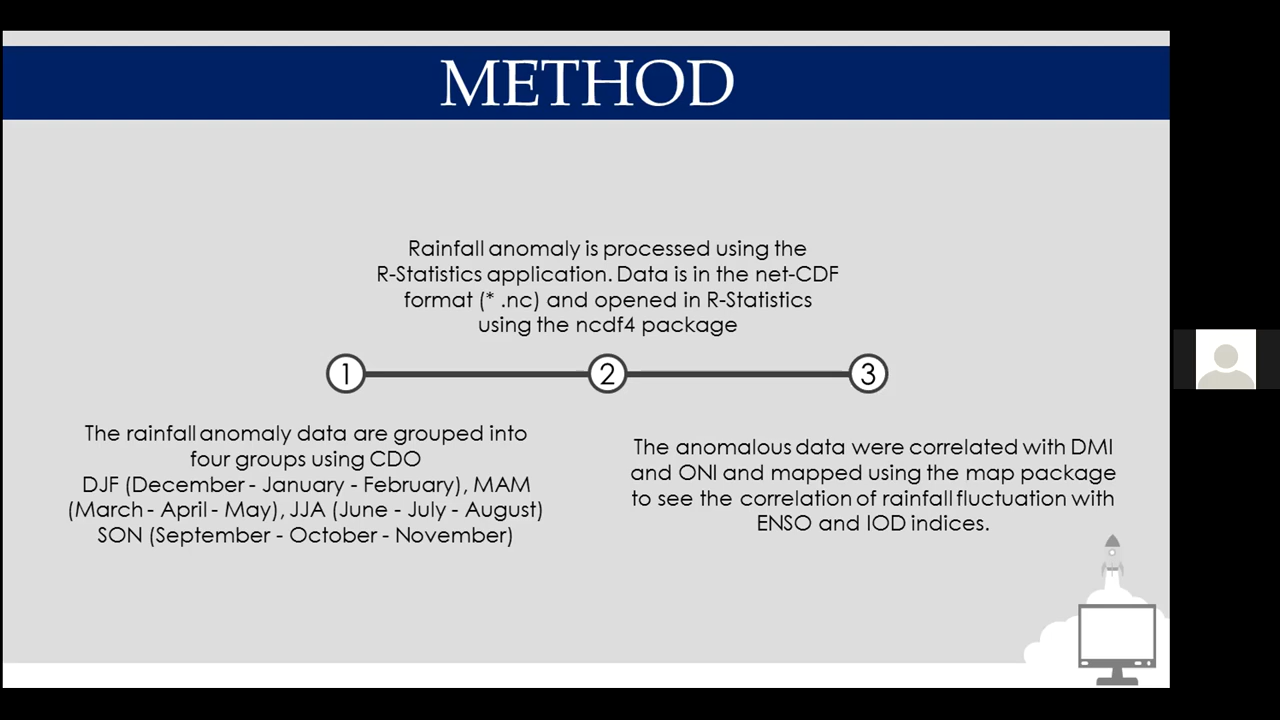 METHOD
Rainfall anomaly is processed using the
R-Statistics application. Data is in the net-CDF
format (* .nc) and opened in R-Statistics
using the ncdf4 package
1
2
3
The rainfall anomaly data are grouped into
four groups using CDO
DJF (December - January - February), MAM
(March - April - May), JJA (June - July - August)
SON (September - October - November)
The anomalous data were correlated with DMI
and ONI and mapped using the map package
to see the correlation of rainfall fluctuation with
ENSO and IOD indices.